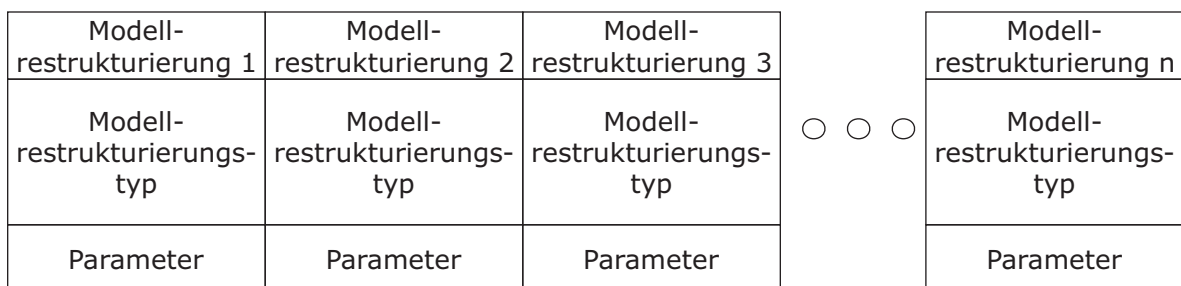 Modell-
restrukturierung 1
Modell-
restrukturierung 2
Modell-
restrukturierung 3
Modell-
restrukturierung n
Modell-
restrukturierungs-
typ
Modell-
restrukturierungs-
typ
Modell-
restrukturierungs-
typ
Modell-
restrukturierungs-
typ
Parameter
Parameter
Parameter
Parameter